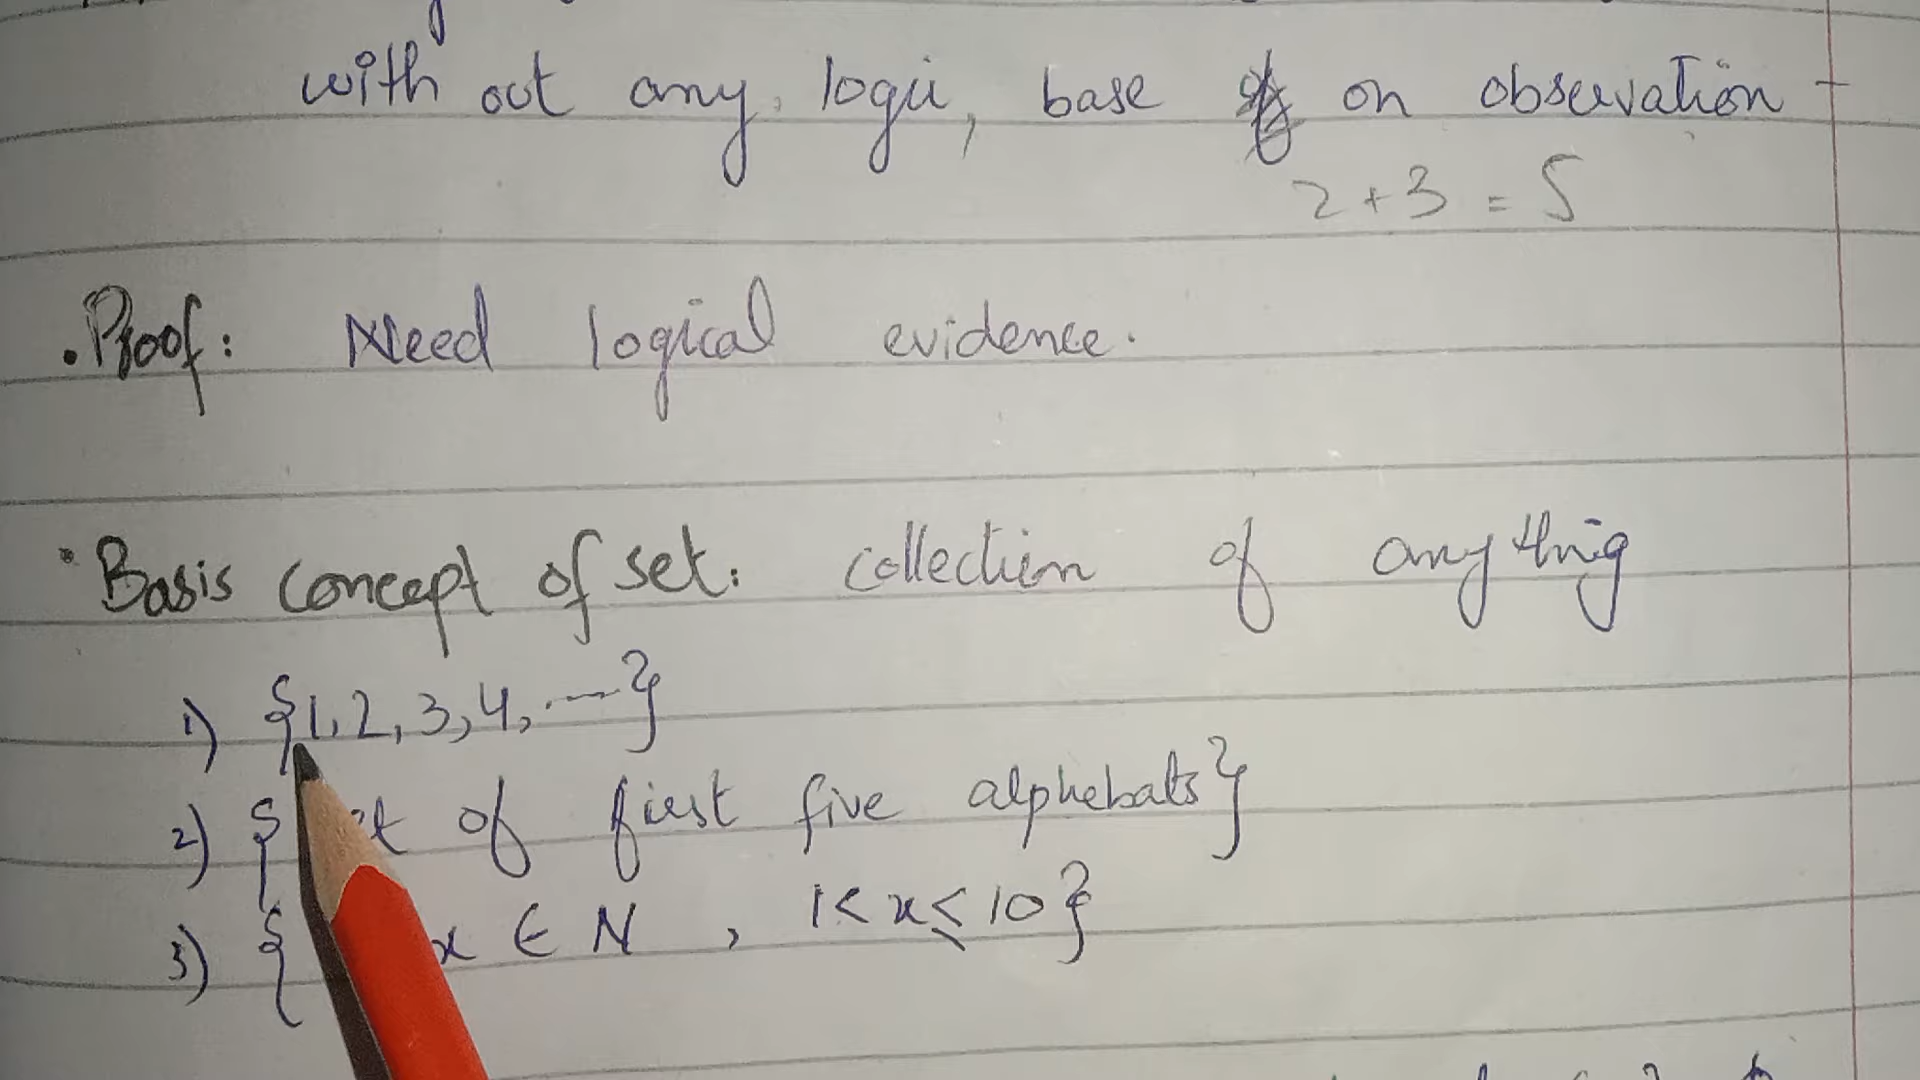 with out any logic, base on observation
2+3 = 5
• Proof: Need logical evidence.
• Basis concept of set: collection of any thing
1) {1, 2, 3, 4, ---}
2) { of first five alphebats}
3) { x ∈ N , 1< x ≤ 10}